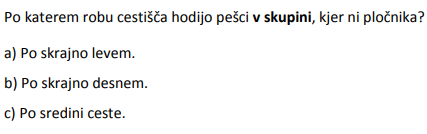 Po katerem robu cestišča hodijo pešci v skupini, kjer ni pločnika?
a) Po skrajno levem.
b) Po skrajno desnem.
c) Po sredini ceste.